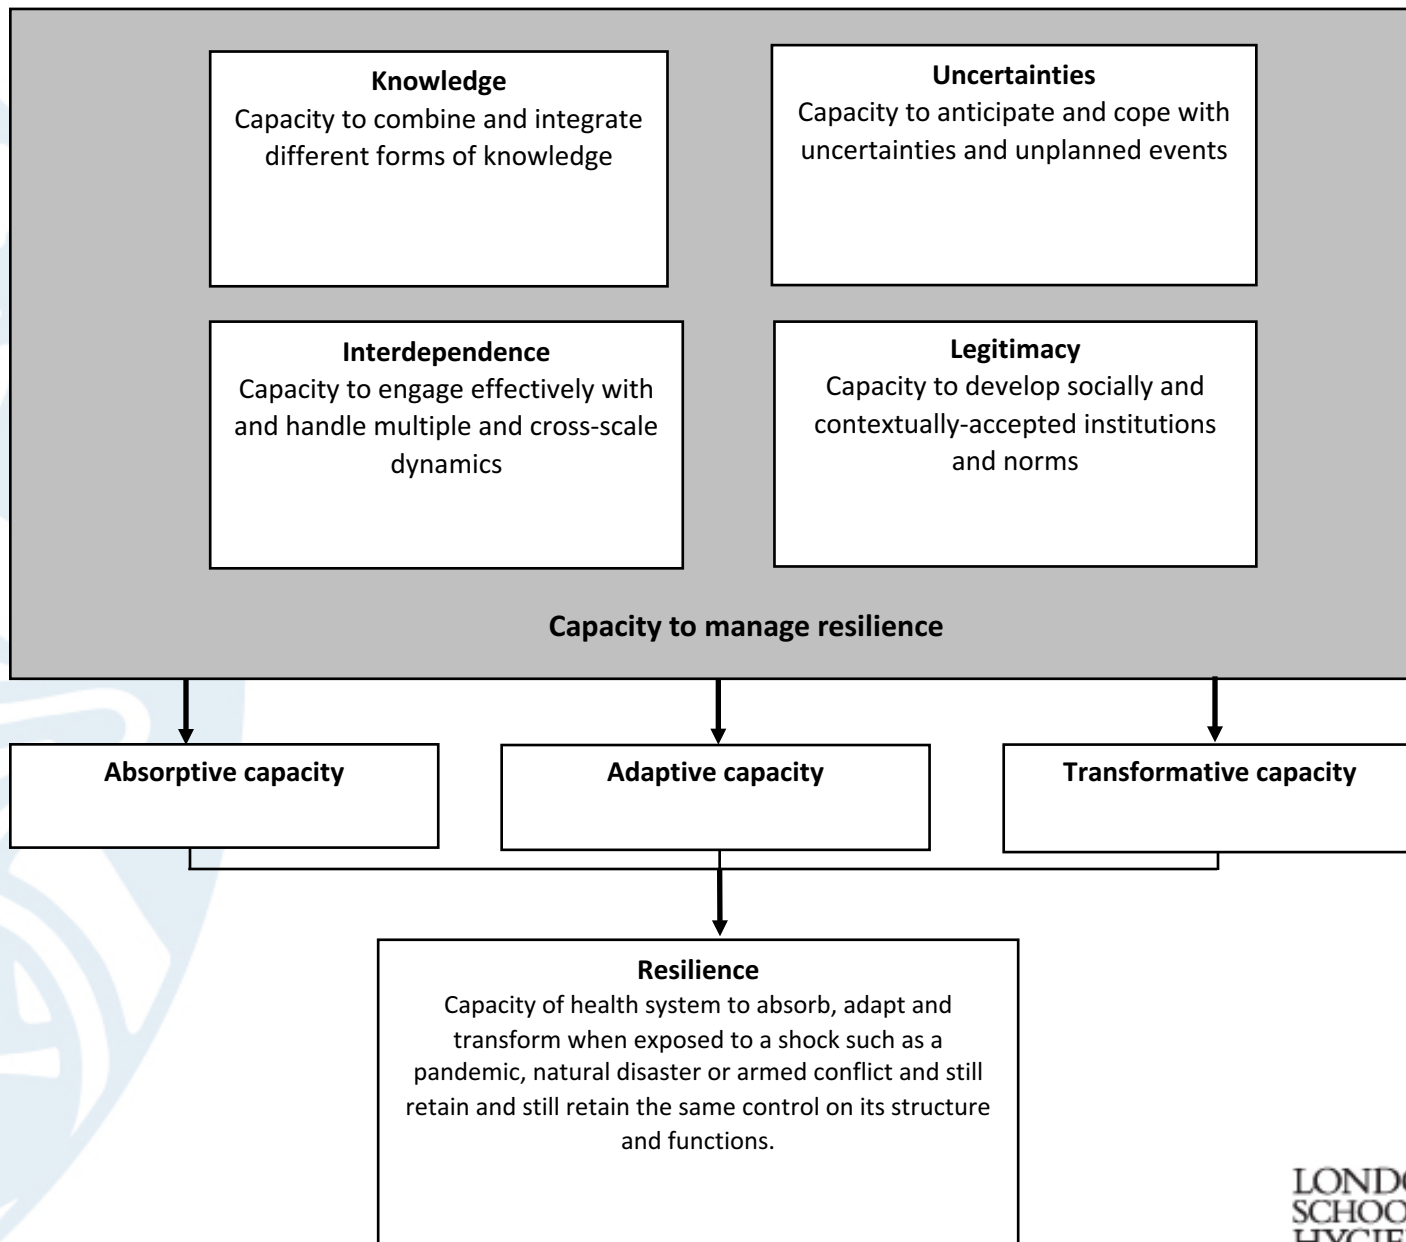 Knowledge
Capacity to combine and integrate
different forms of knowledge
Uncertainties
Capacity to anticipate and cope with
uncertainties and unplanned events
Interdependence
Capacity to engage effectively with
and handle multiple and cross-scale
dynamics
Legitimacy
Capacity to develop socially and
contextually-accepted institutions
and norms
Capacity to manage resilience
Absorptive capacity
Adaptive capacity
Transformative capacity
Resilience
Capacity of health system to absorb, adapt and
transform when exposed to a shock such as a
pandemic, natural disaster or armed conflict and still
retain and still retain the same control on its structure
and functions.